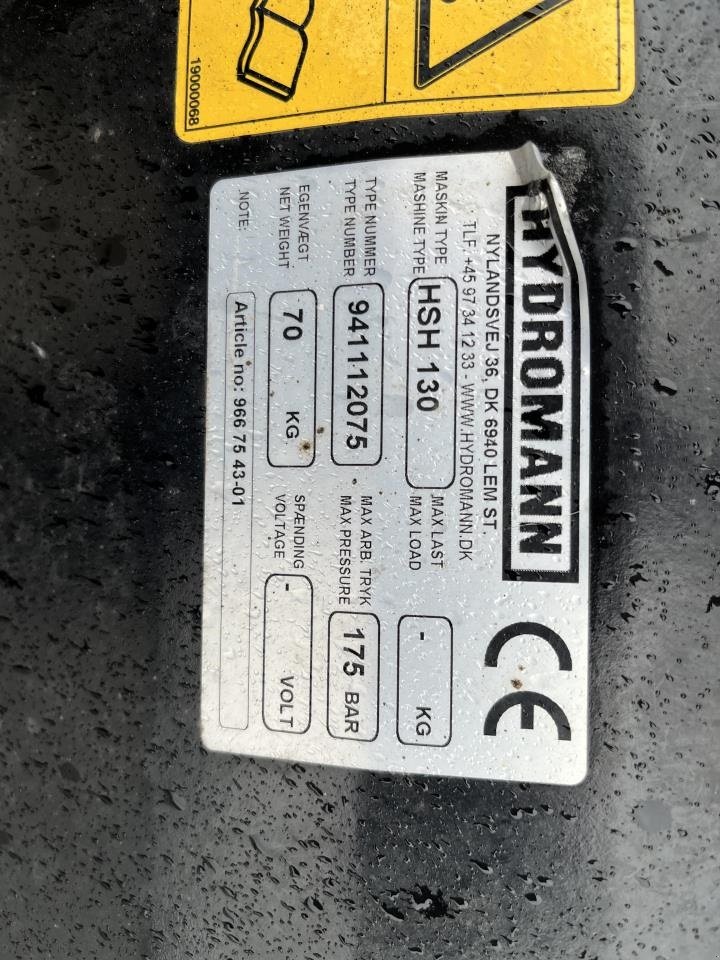 19000068
HYDROMANN
NYLANDSVEJ 36, DK 6940 LEM ST.
TLF. +45 97 34 12 33 - WWW.HYDROMANN.DK
CE
MASKIN TYPE
MASHINE TYPE
HSH 130
MAX LAST
MAX LOAD
- KG
TYPE NUMMER
TYPE NUMBER
941112075
MAX ARB. TRYK
MAX PRESSURE
175 BAR
EGENVÆGT
NET WEIGHT
70 KG
SPÆNDING
VOLTAGE
- VOLT
NOTE:
Article no: 966 75 43-01